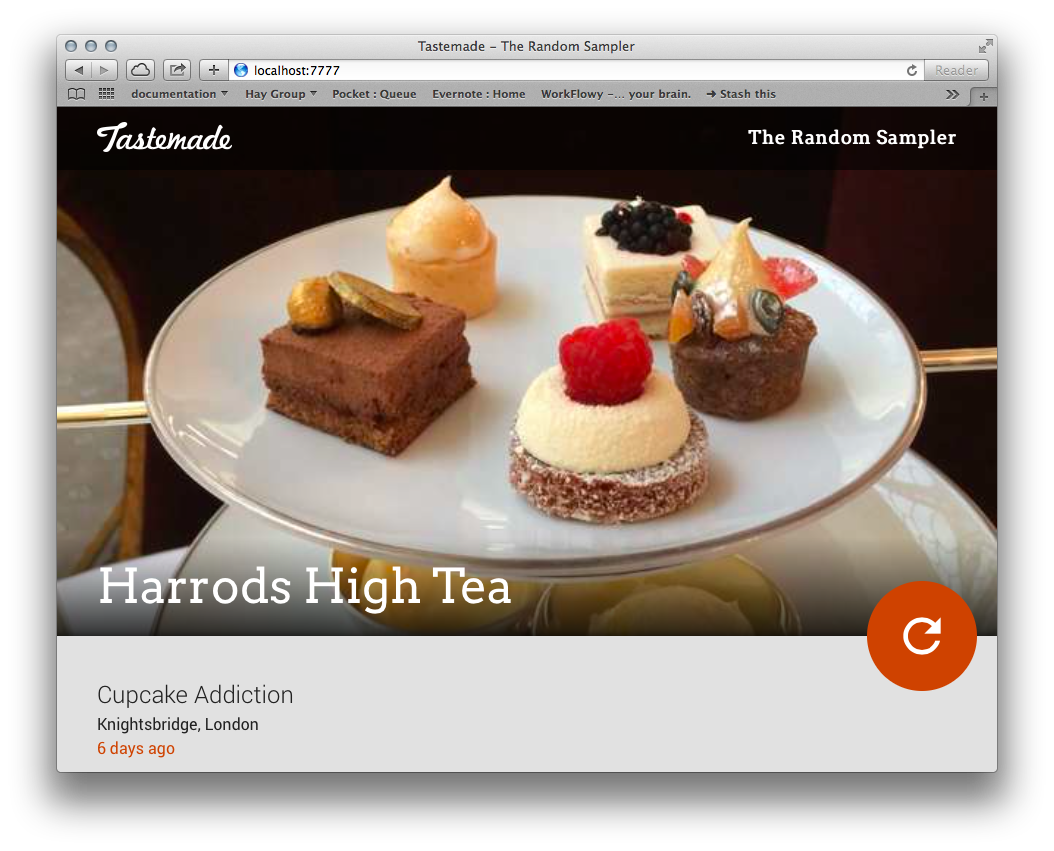 Tastemade – The Random Sampler
localhost:7777
Reader
documentation Hay Group Pocket : Queue Evernote : Home WorkFlowy -... your brain. → Stash this
Tastemade
The Random Sampler
Harrods High Tea
Cupcake Addiction
Knightsbridge, London
6 days ago